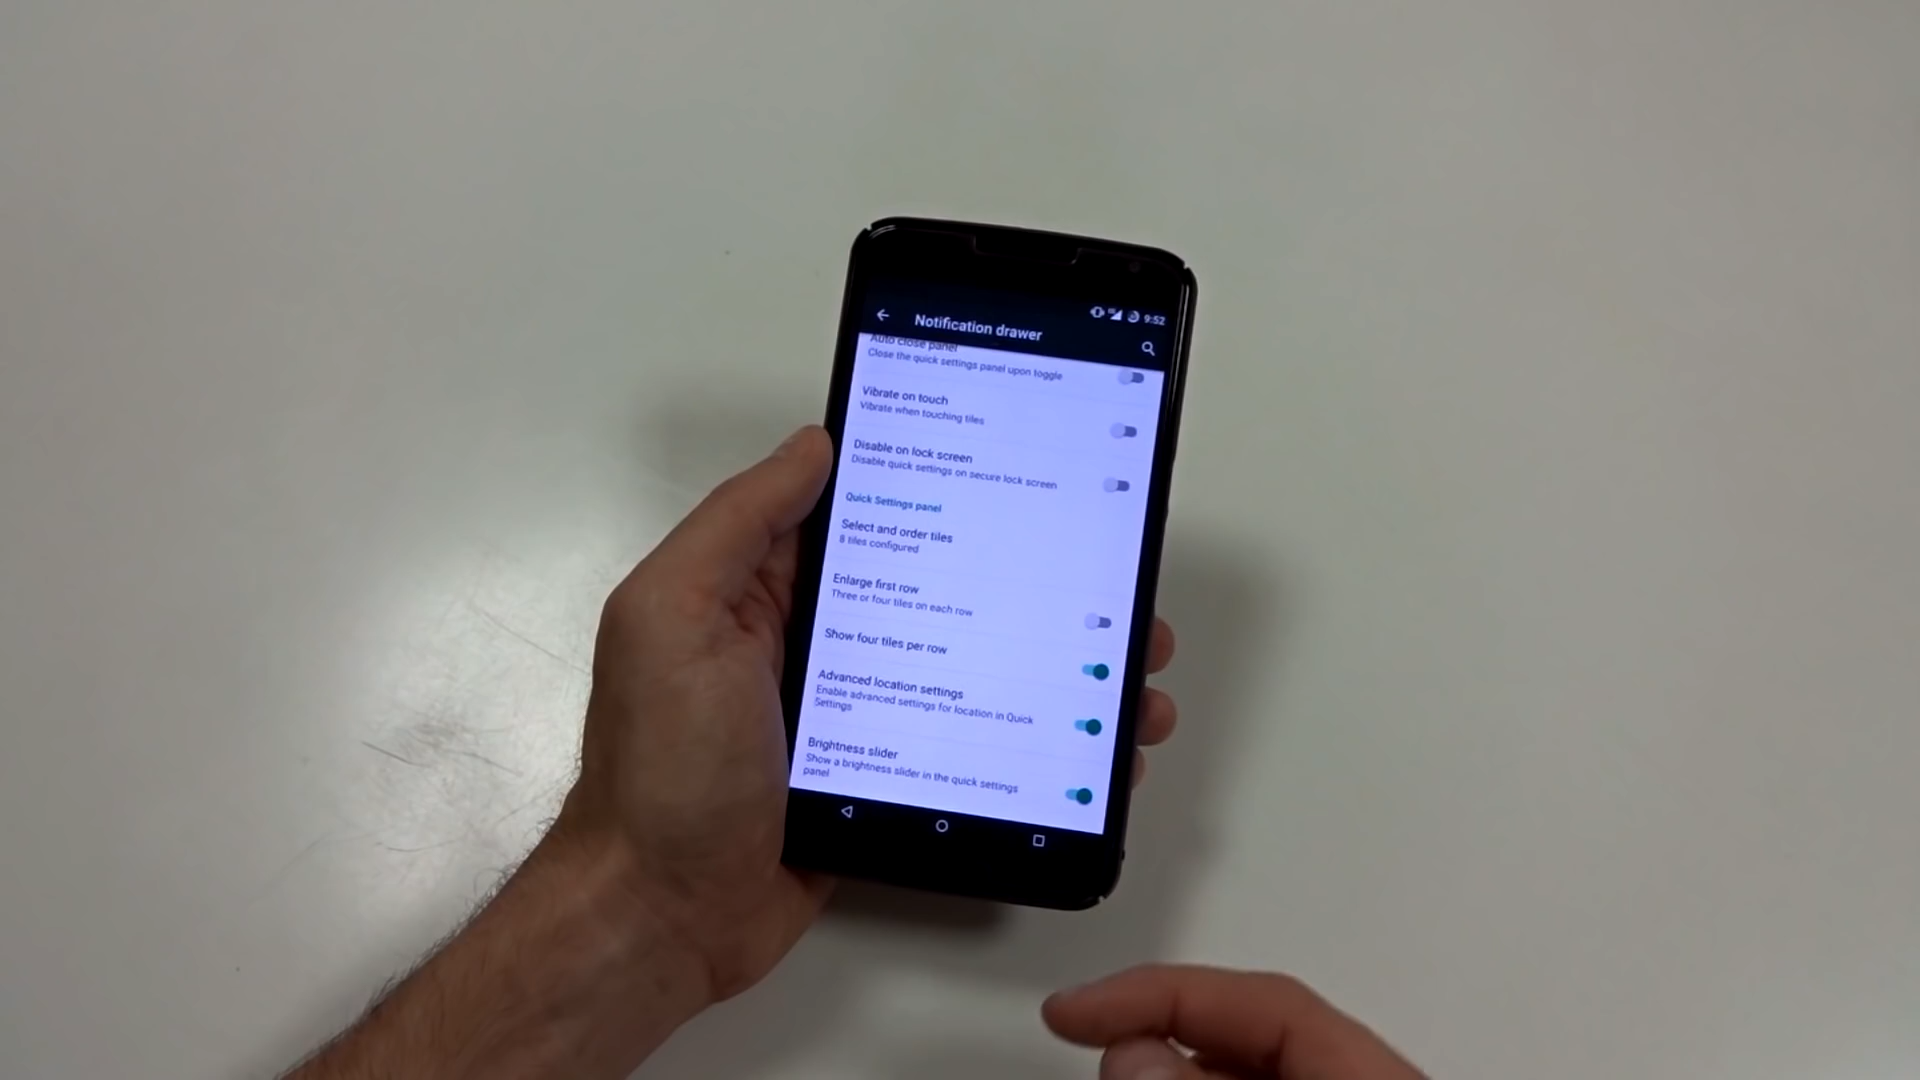 9:52
Notification drawer
Auto close panel
Close the quick settings panel upon toggle
Vibrate on touch
Vibrate when touching tiles
Disable on lock screen
Disable quick settings on secure lock screen
Quick Settings panel
Select and order tiles
8 tiles configured
Enlarge first row
Three or four tiles on each row
Show four tiles per row
Advanced location settings
Enable advanced settings for location in Quick
Settings
Brightness slider
Show a brightness slider in the quick settings
panel